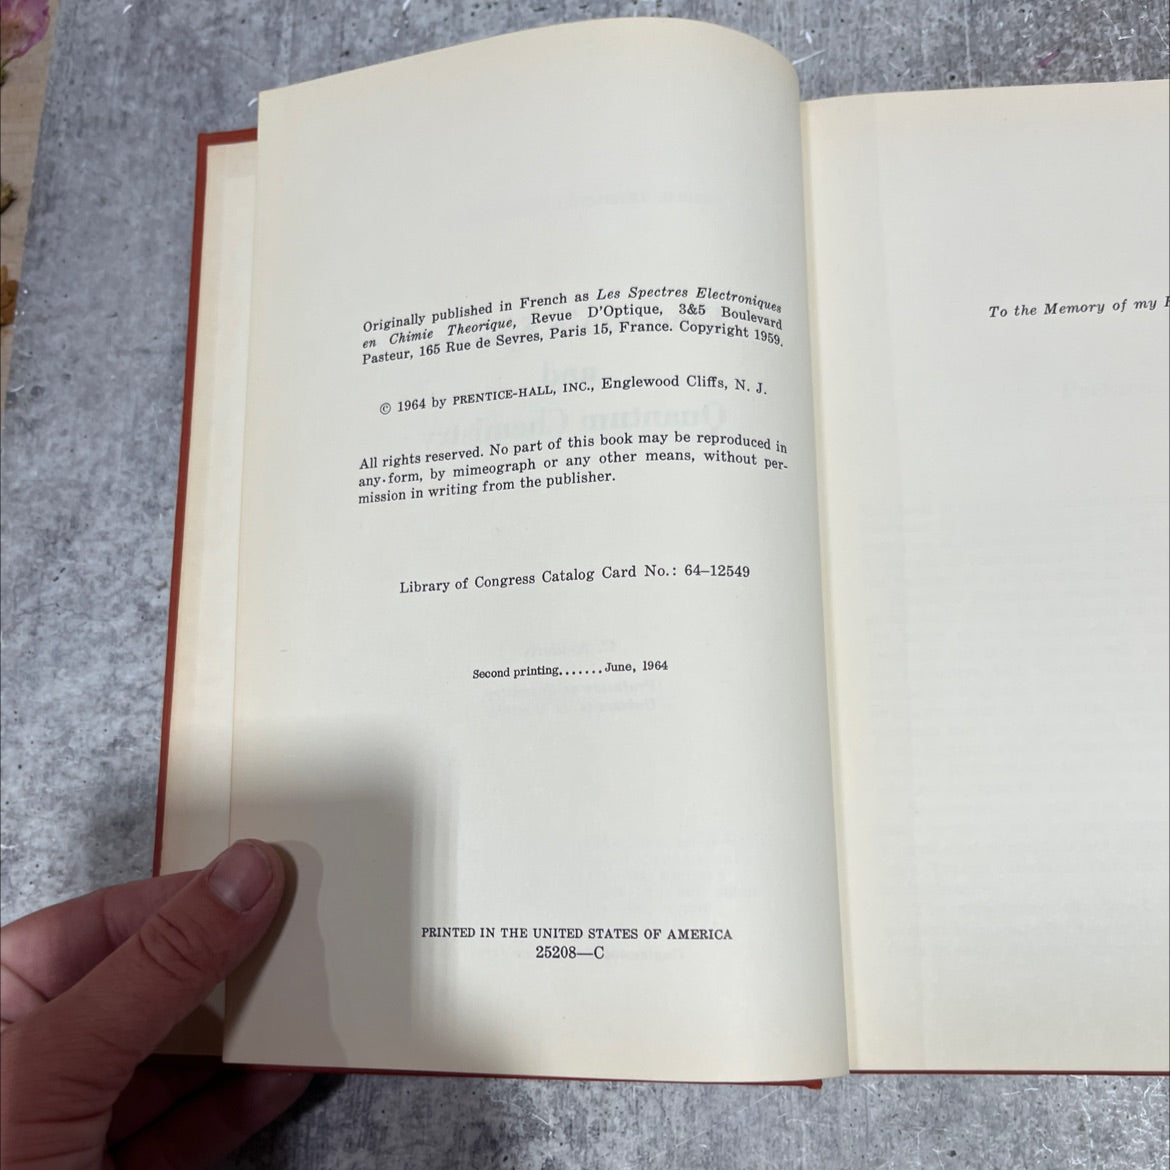 Originally published in French as Les Spectres Electroniques
en Chimie Theorique, Revue D'Optique, 3&5 Boulevard
Pasteur, 165 Rue de Sevres, Paris 15, France. Copyright 1959.
© 1964 by PRENTICE-HALL, INC., Englewood Cliffs, N. J.
All rights reserved. No part of this book may be reproduced in
any form, by mimeograph or any other means, without per-
mission in writing from the publisher.
Library of Congress Catalog Card No.: 64–12549
Second printing.......June, 1964
PRINTED IN THE UNITED STATES OF AMERICA
25208—C
To the Memory of my